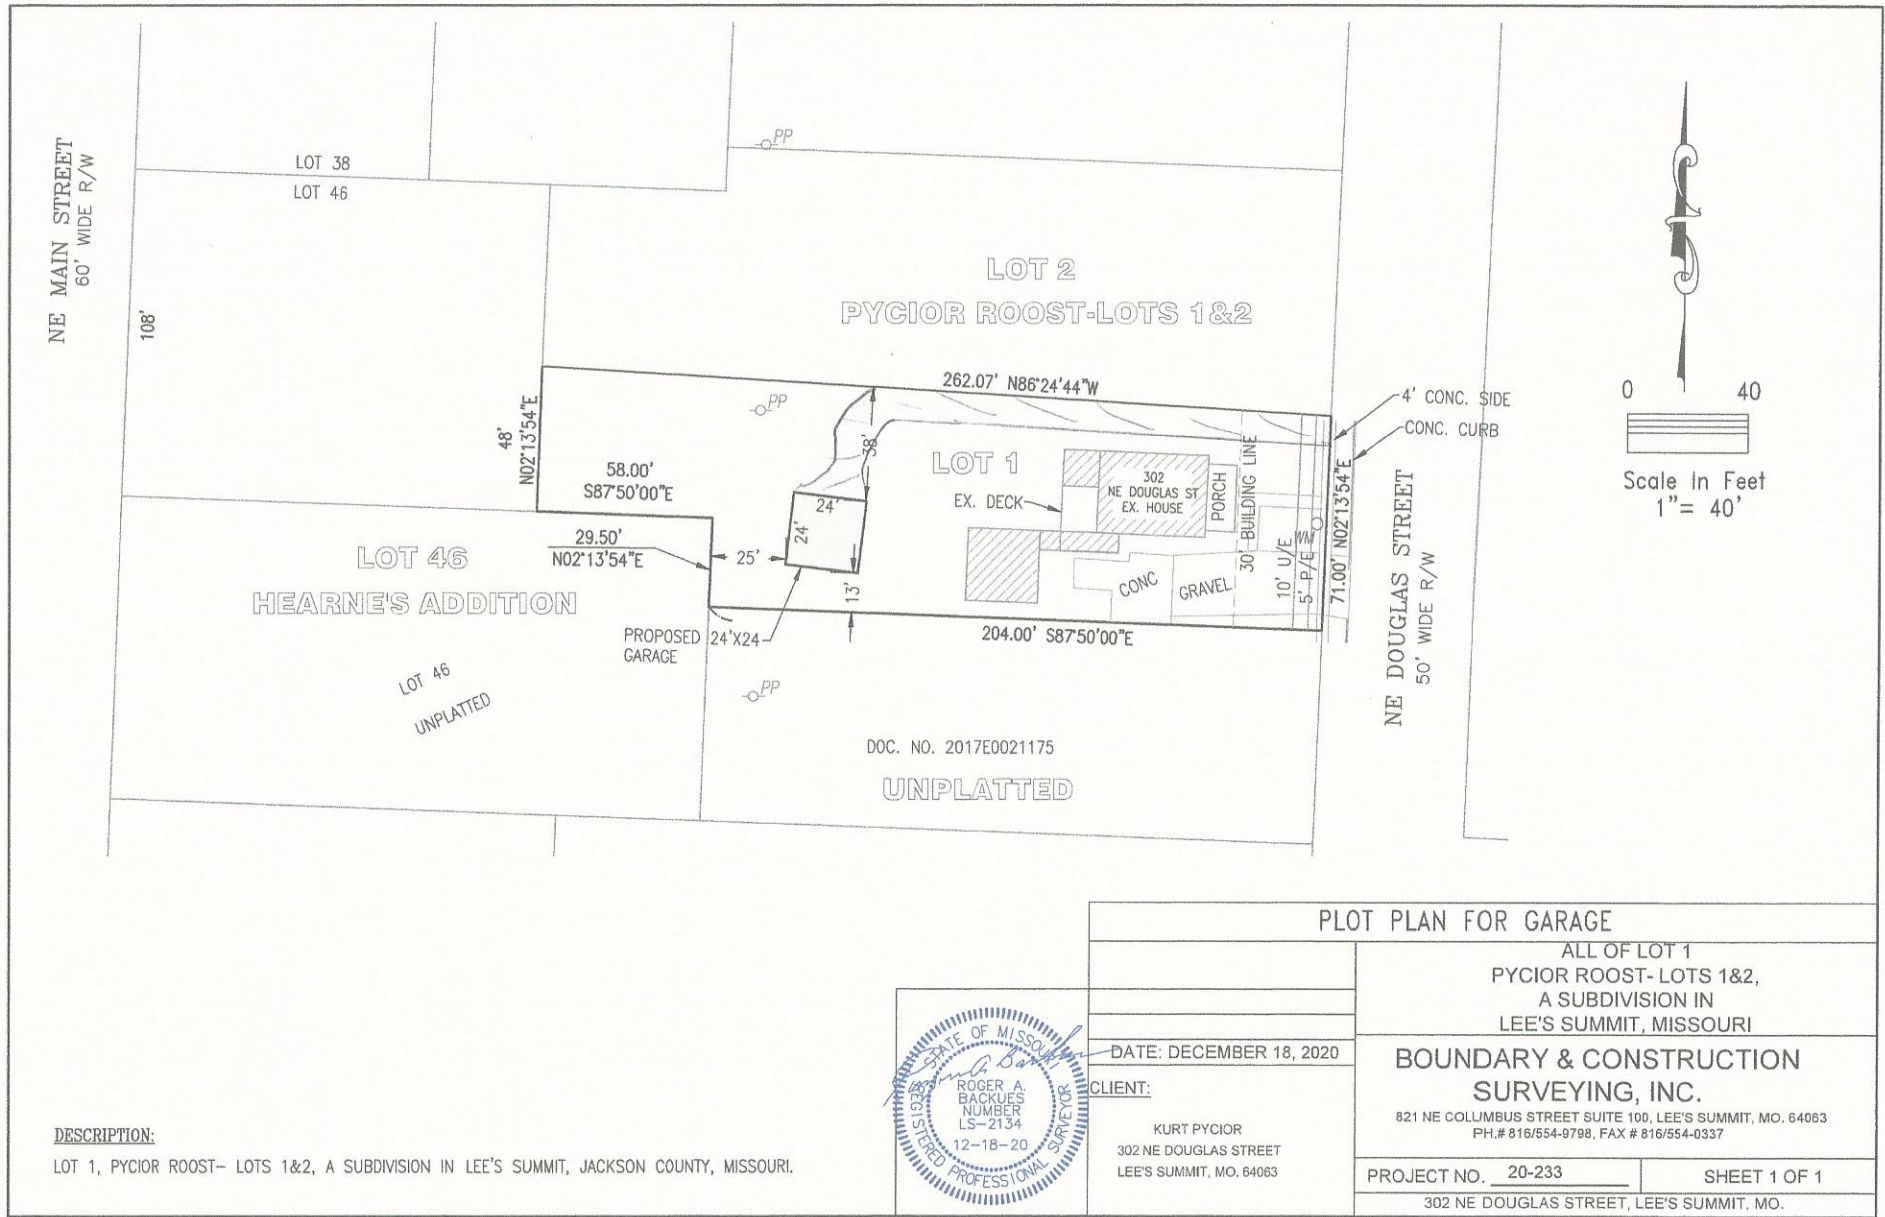 NE MAIN STREET
60' WIDE R/W
108'
LOT 38
LOT 46
PP
LOT 2
PYCIOR ROOST-LOTS 1&2
262.07' N86°24'44"W
48'
N02°13'54"E
PP
58.00'
S87°50'00"E
38'
LOT 1
EX. DECK
302
NE DOUGLAS ST
EX. HOUSE
PORCH
30' BUILDING LINE
4' CONC. SIDE
CONC. CURB
24'
24'
25'
13'
29.50'
N02°13'54"E
LOT 46
HEARNE'S ADDITION
PROPOSED 24'X24
GARAGE
CONC
GRAVEL
10' U/E
5' P/E
WM
71.00' N02°13'54"E
204.00' S87°50'00"E
NE DOUGLAS STREET
50' WIDE R/W
LOT 46
UNPLATTED
PP
DOC. NO. 2017E0021175
UNPLATTED
0 40
Scale In Feet
1"= 40'
PLOT PLAN FOR GARAGE
ALL OF LOT 1
PYCIOR ROOST- LOTS 1&2,
A SUBDIVISION IN
LEE'S SUMMIT, MISSOURI
DATE: DECEMBER 18, 2020
CLIENT:
KURT PYCIOR
302 NE DOUGLAS STREET
LEE'S SUMMIT, MO. 64063
BOUNDARY & CONSTRUCTION
SURVEYING, INC.
821 NE COLUMBUS STREET SUITE 100, LEE'S SUMMIT, MO. 64063
PH.# 816/554-9798, FAX # 816/554-0337
PROJECT NO. 20-233
SHEET 1 OF 1
302 NE DOUGLAS STREET, LEE'S SUMMIT, MO.
STATE OF MISSOURI
ROGER A.
BACKUES
NUMBER
LS-2134
12-18-20
REGISTERED PROFESSIONAL SURVEYOR
DESCRIPTION:
LOT 1, PYCIOR ROOST- LOTS 1&2, A SUBDIVISION IN LEE'S SUMMIT, JACKSON COUNTY, MISSOURI.